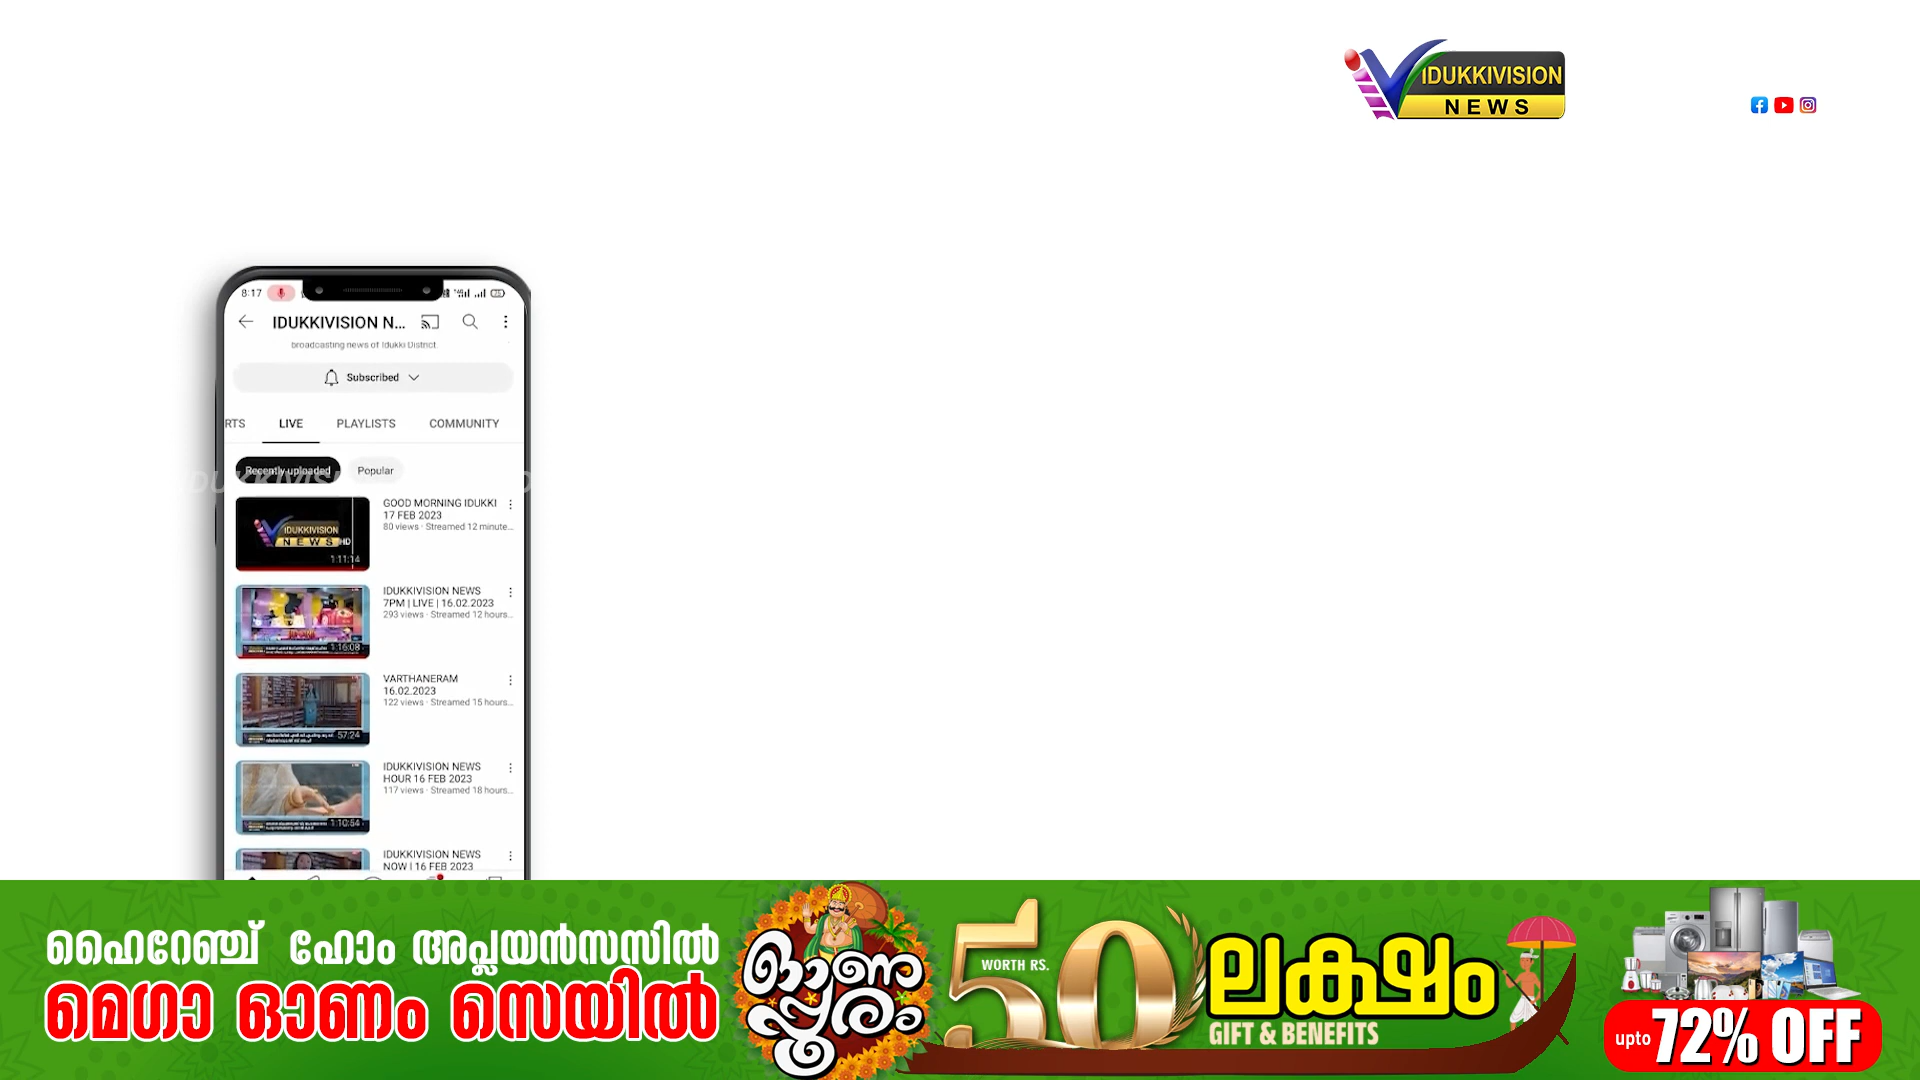 IDUKKIVISION
NEWS
8:17
IDUKKIVISION N...
broadcasting news of Idukki District.
Subscribed
RTS LIVE PLAYLISTS COMMUNITY
Recently uploaded Popular
IDUKKIVISION
NEWS HD
1:11:14
GOOD MORNING IDUKKI
17 FEB 2023
80 views · Streamed 12 minute...
1:16:08
IDUKKIVISION NEWS
7PM | LIVE | 16.02.2023
293 views · Streamed 12 hours...
57:24
VARTHANERAM
16.02.2023
122 views · Streamed 15 hours...
1:10:54
IDUKKIVISION NEWS
HOUR 16 FEB 2023
117 views · Streamed 18 hours...
IDUKKIVISION NEWS
NOW | 16 FEB 2023
ഹൈറേഞ്ച് ഹോം അപ്ലയൻസസിൽ
മെഗാ ഓണം സെയിൽ
ഓണ
പൂരം
WORTH RS.
50
ലക്ഷം
GIFT & BENEFITS
upto 72% OFF